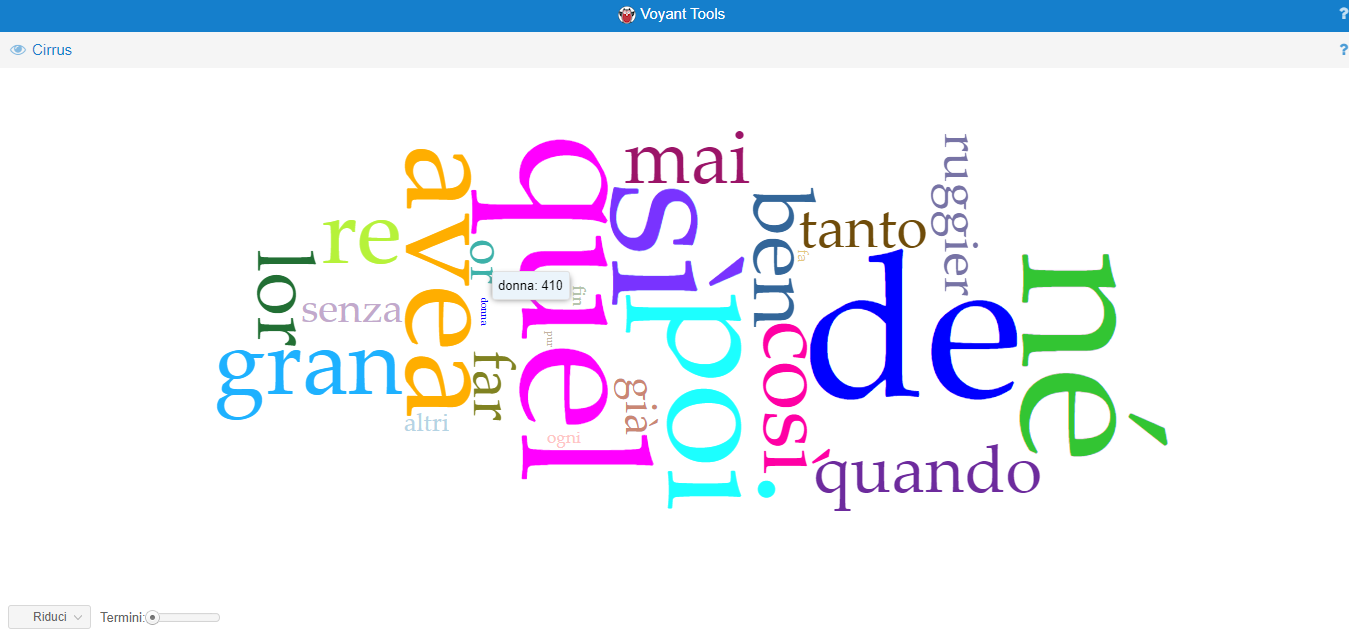 Voyant Tools
?
Cirrus
?
mai
ruggier
quel
avea
sì
ben
tanto
re
or
fa
lor
donna: 410
né
de
fin
senza
donna
poi
pur
così
gran
far
già
altri
ogni
quando
Riduci
Termini: